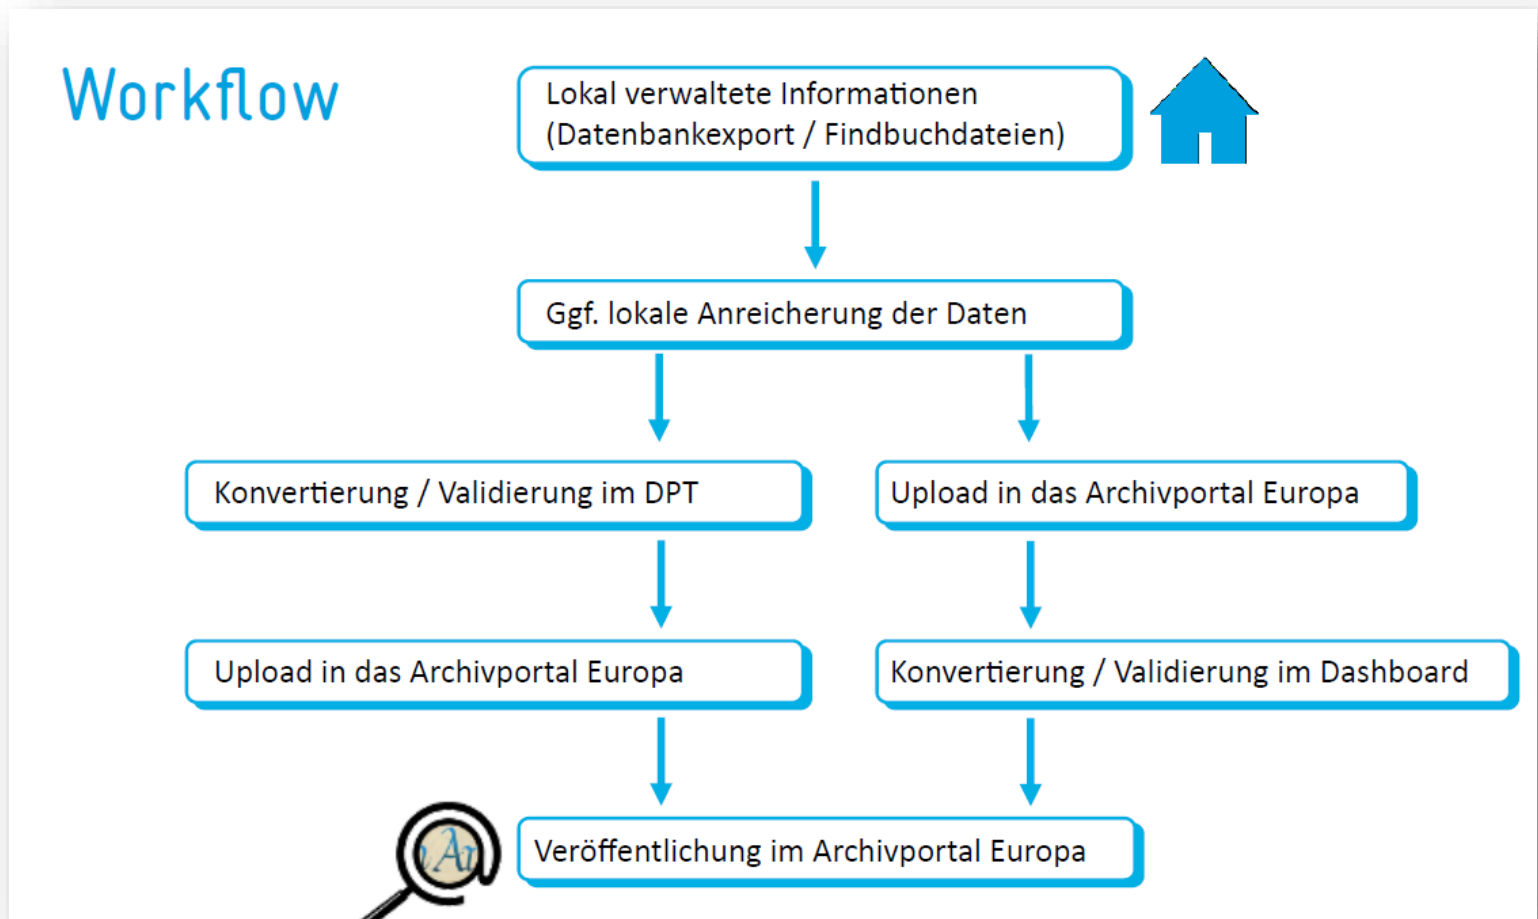 Workflow
Lokal verwaltete Informationen
(Datenbankexport / Findbuchdateien)
Ggf. lokale Anreicherung der Daten
Konvertierung / Validierung im DPT
Upload in das Archivportal Europa
Upload in das Archivportal Europa
Konvertierung / Validierung im Dashboard
Veröffentlichung im Archivportal Europa